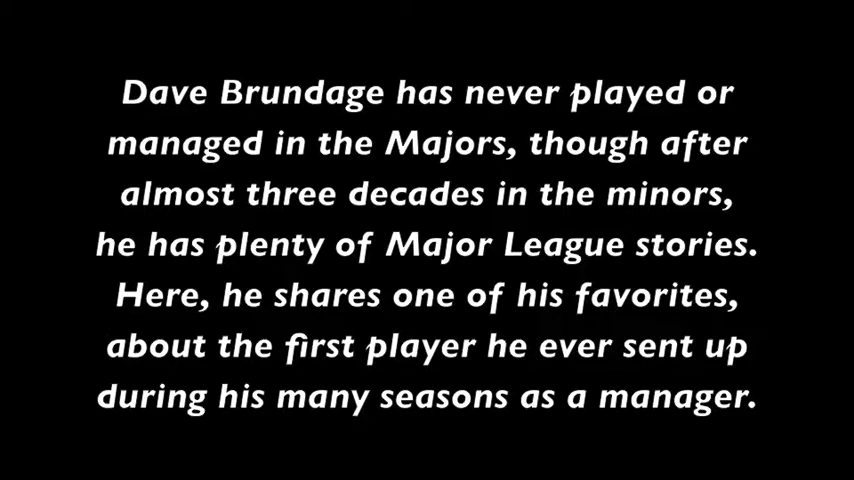 Dave Brundage has never played or
managed in the Majors, though after
almost three decades in the minors,
he has plenty of Major League stories.
Here, he shares one of his favorites,
about the first player he ever sent up
during his many seasons as a manager.